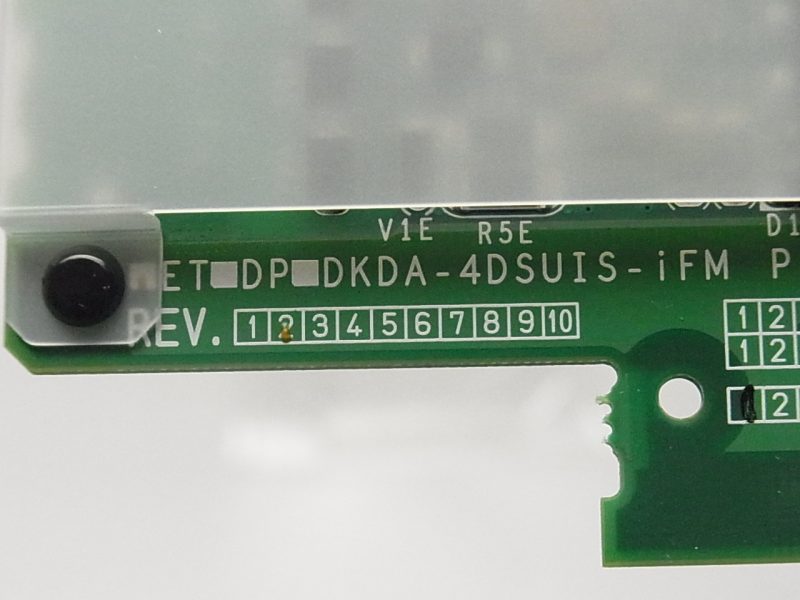 V1E R5E D1
ET■DP■DKDA-4DSUIS-iFM P
REV. 1 2 3 4 5 6 7 8 9 10
1 2
1 2
2